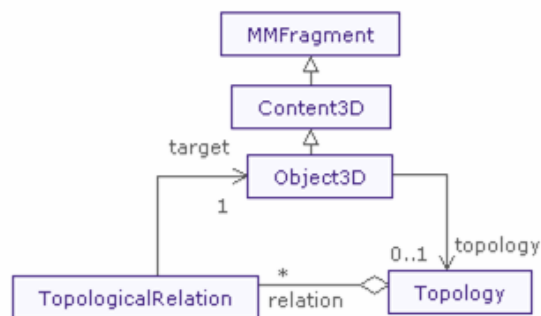 MMFragment
Content3D
target
Object3D
1
0..1 topology
*
TopologicalRelation
relation
Topology